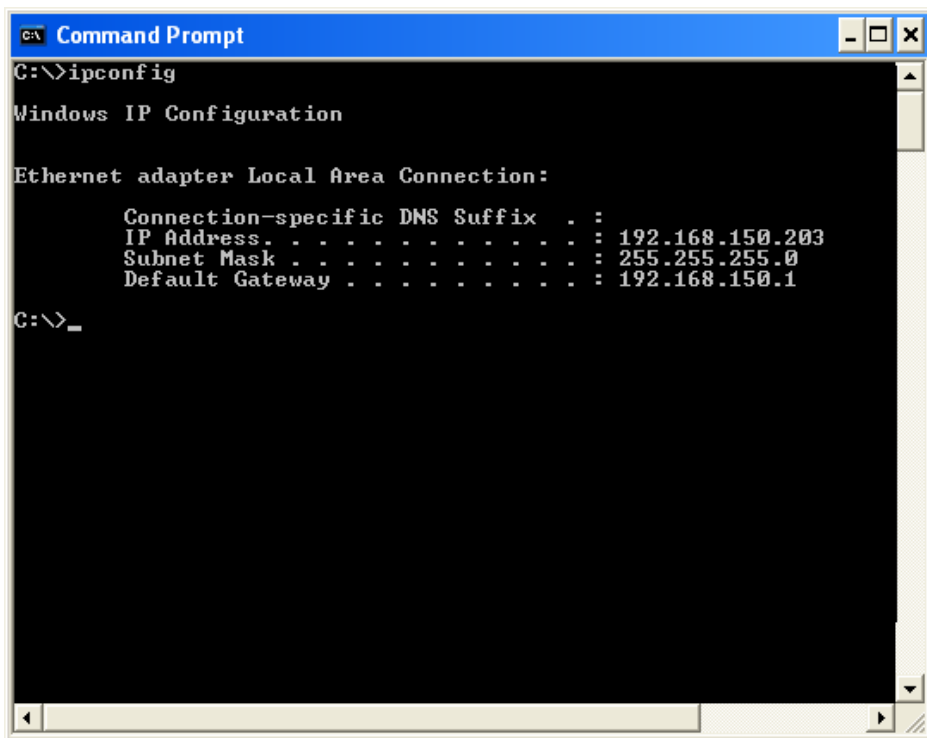 Command Prompt
C:\>ipconfig
Windows IP Configuration
Ethernet adapter Local Area Connection:
Connection-specific DNS Suffix . :
IP Address. . . . . . . . . . . . : 192.168.150.203
Subnet Mask . . . . . . . . . . . : 255.255.255.0
Default Gateway . . . . . . . . . : 192.168.150.1
C:\>_